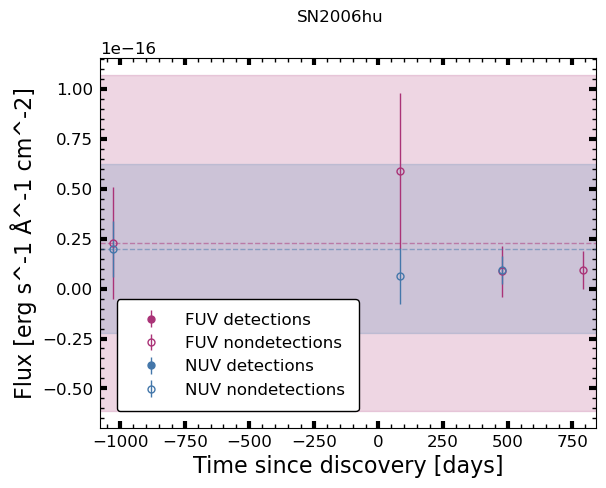 SN2006hu
1e−16
Flux [erg s^-1 Å^-1 cm^-2]
1.00
0.75
0.50
0.25
0.00
−0.25
−0.50
FUV detections
FUV nondetections
NUV detections
NUV nondetections
−1000 −750 −500 −250 0 250 500 750
Time since discovery [days]